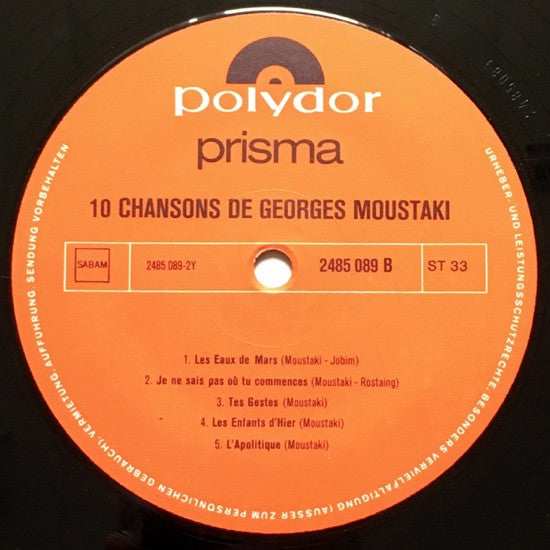 polydor
prisma
10 CHANSONS DE GEORGES MOUSTAKI
SABAM
2485 089-2Y
2485 089 B
ST 33
1. Les Eaux de Mars (Moustaki - Jobim)
2. Je ne sais pas où tu commences (Moustaki - Rostaing)
3. Tes Gestes (Moustaki)
4. Les Enfants d'Hier (Moustaki)
5. L'Apolitique (Moustaki)
URHEBER- UND LEISTUNGSSCHUTZRECHTE: BESONDERS VERVIELFÄLTIGUNG (AUSSER ZUM PERSÖNLICHEN GEBRAUCH), VERMIETUNG, AUFFÜHRUNG, SENDUNG VORBEHALTEN